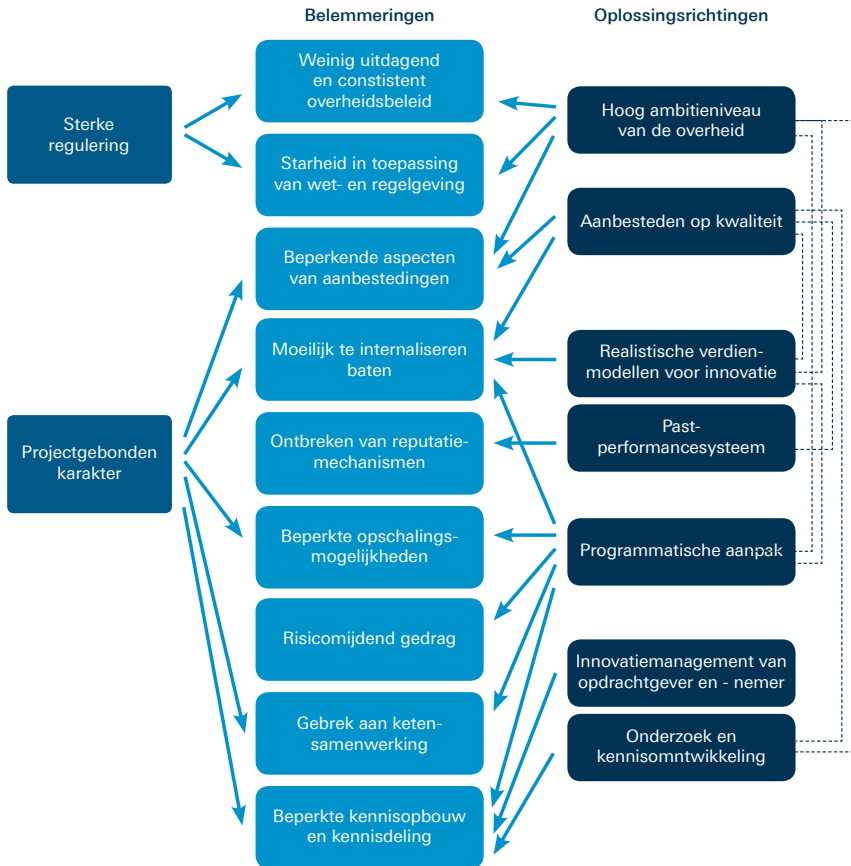 Belemmeringen
Oplossingsrichtingen
Sterke
regulering
Projectgebonden
karakter
Weinig uitdagend
en constistent
overheidsbeleid
Starheid in toepassing
van wet- en regelgeving
Beperkende aspecten
van aanbestedingen
Moeilijk te internaliseren
baten
Ontbreken van reputatie-
mechanismen
Beperkte opschalings-
mogelijkheden
Risicomijdend gedrag
Gebrek aan keten-
samenwerking
Beperkte kennisopbouw
en kennisdeling
Hoog ambitieniveau
van de overheid
Aanbesteden op kwaliteit
Realistische verdien-
modellen voor innovatie
Past-
performancesysteem
Programmatische aanpak
Innovatiemanagement van
opdrachtgever en - nemer
Onderzoek en
kennisomntwikkeling